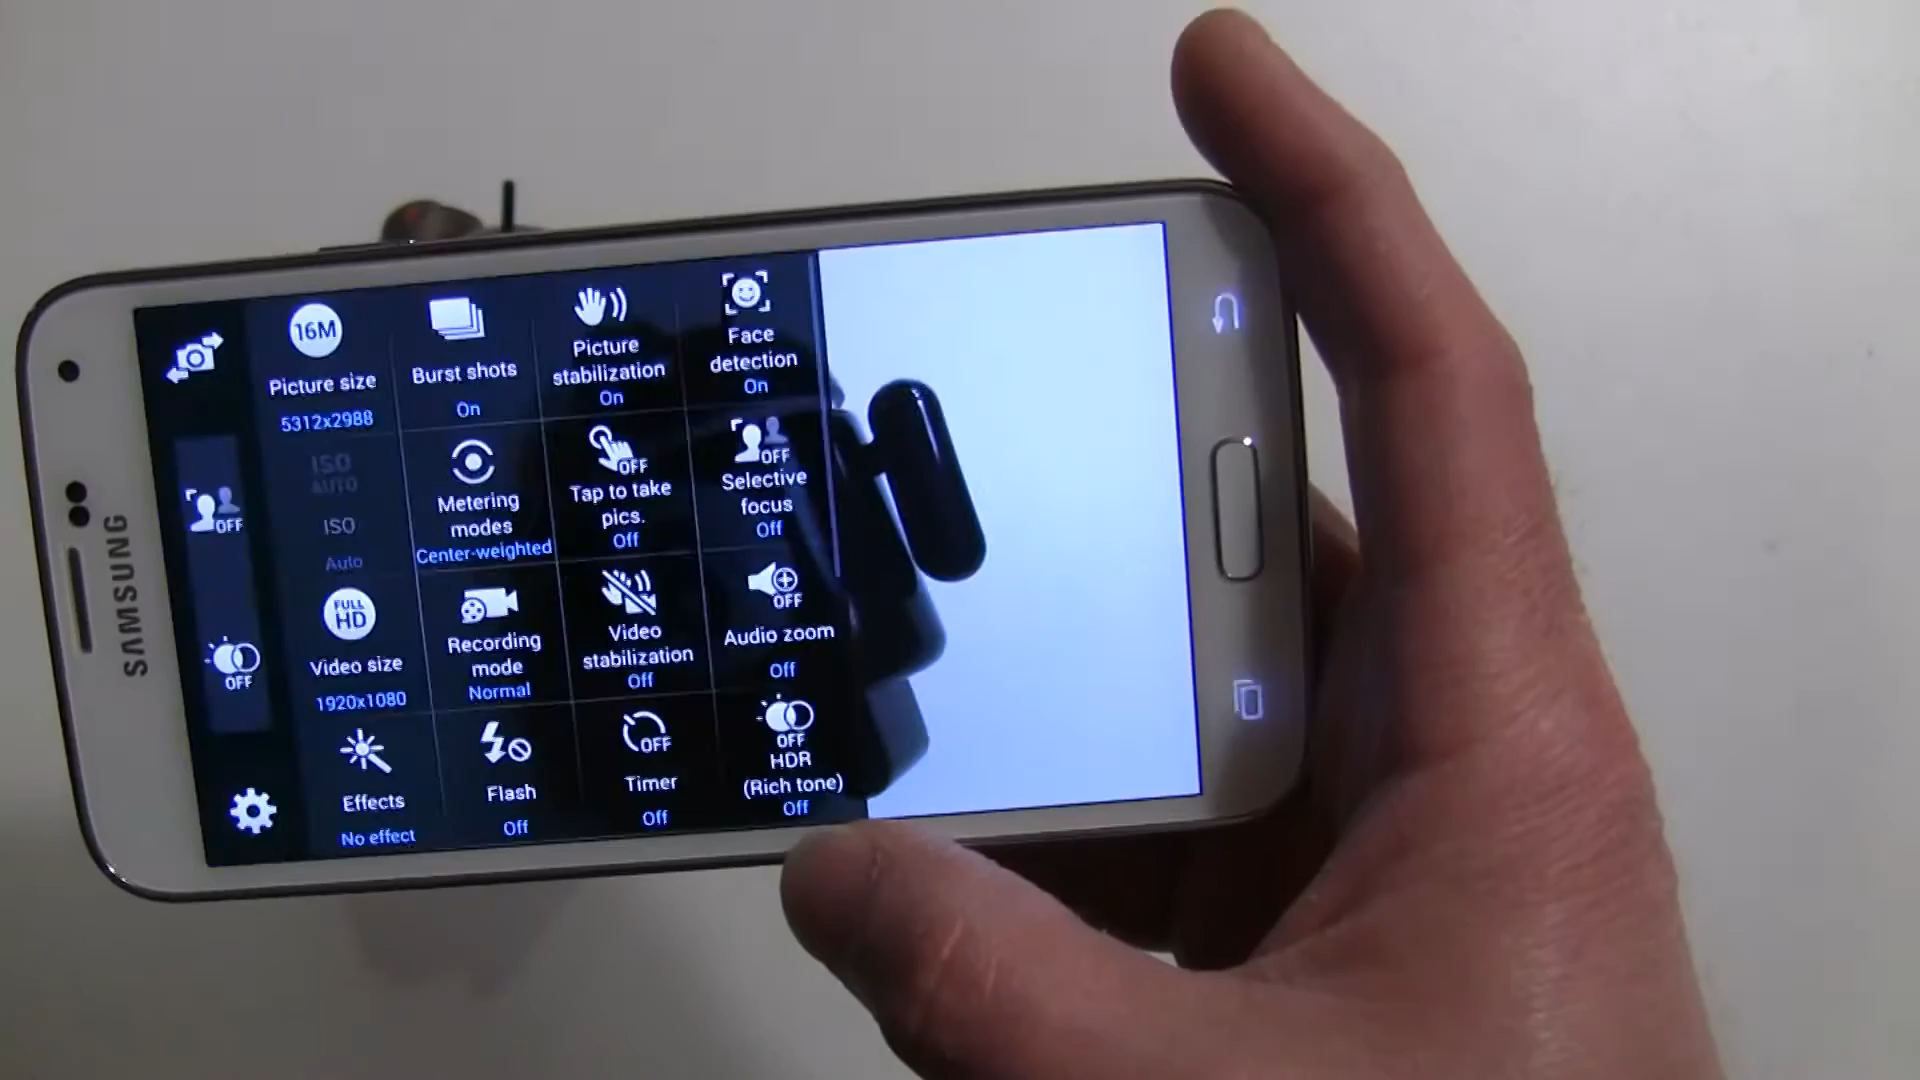 SAMSUNG
OFF
OFF
16M
Picture size
5312x2988
Burst shots
On
Picture
stabilization
On
Face
detection
On
ISO
AUTO
ISO
Auto
Metering
modes
Center-weighted
OFF
Tap to take
pics.
Off
OFF
Selective
focus
Off
FULL
HD
Video size
1920x1080
Recording
mode
Normal
Video
stabilization
Off
OFF
Audio zoom
Off
Effects
No effect
Flash
Off
OFF
Timer
Off
OFF
HDR
(Rich tone)
Off